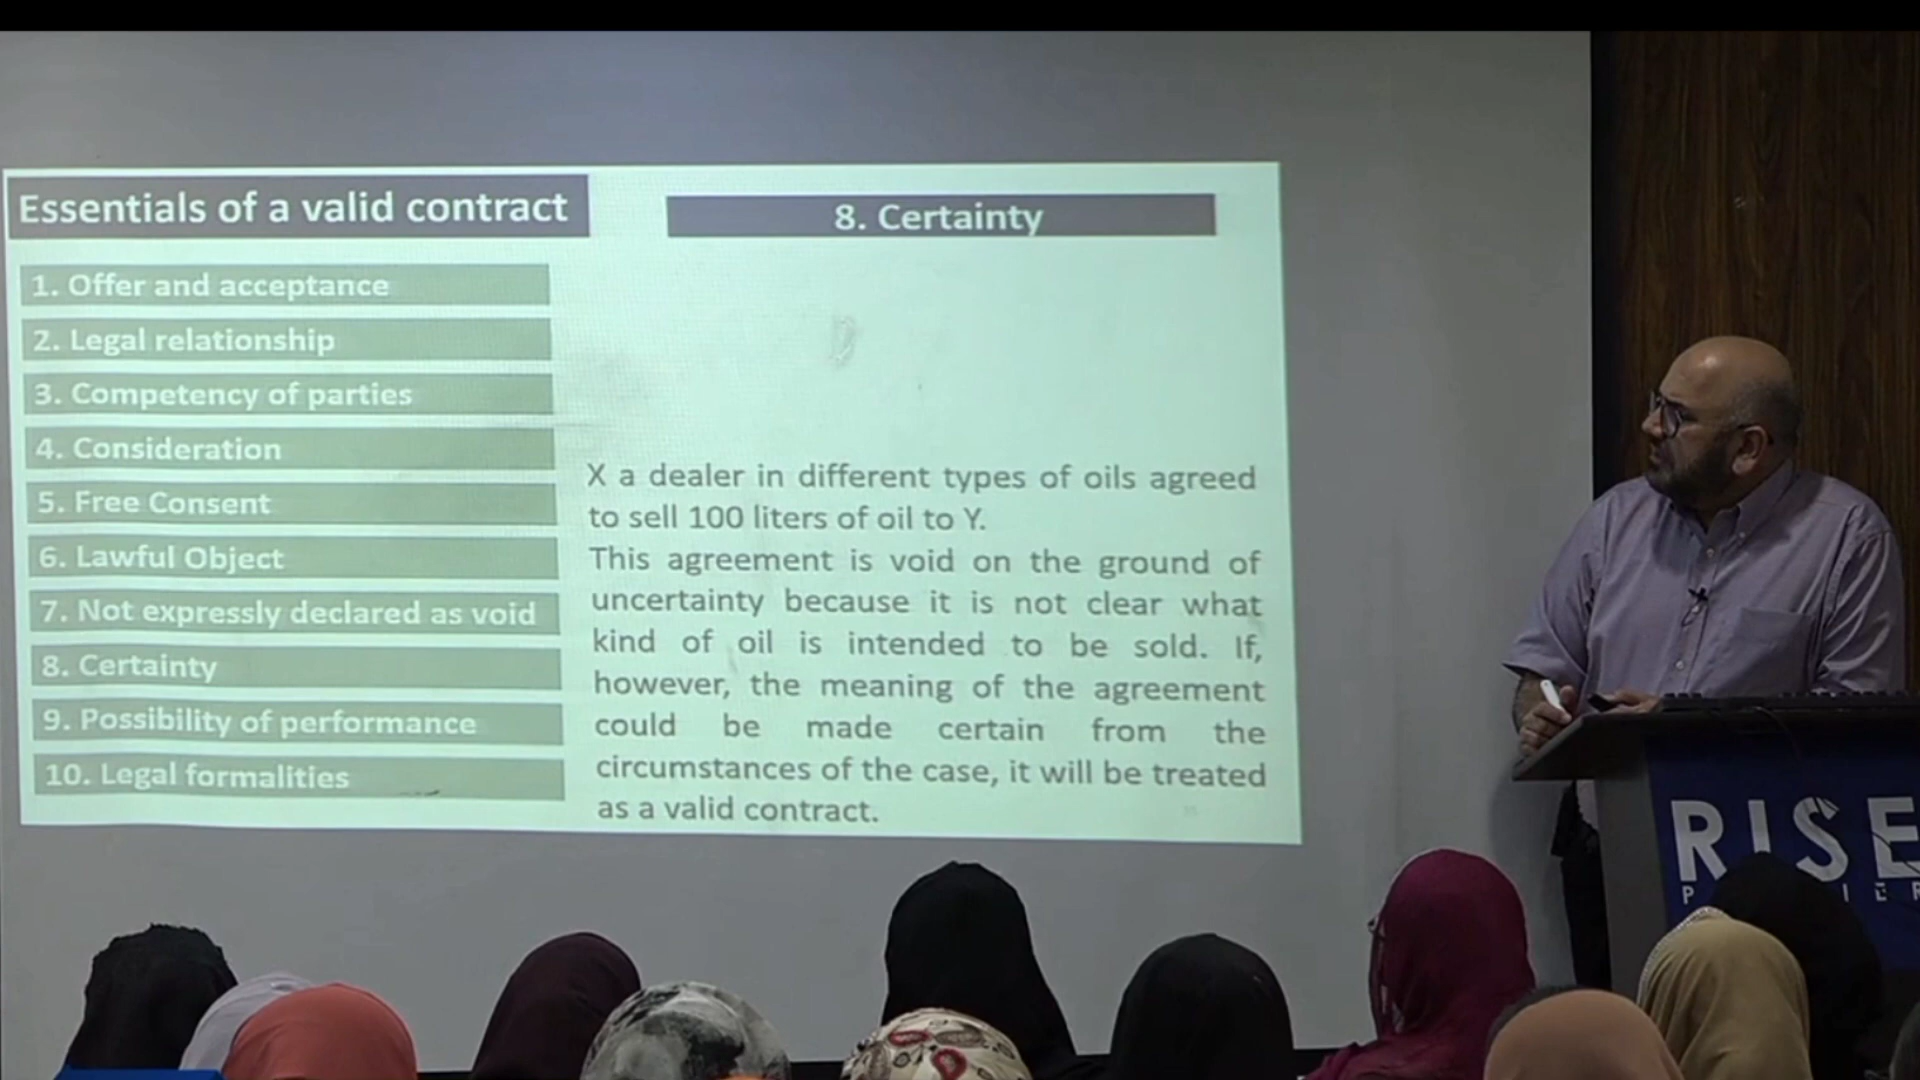 Essentials of a valid contract
1. Offer and acceptance
2. Legal relationship
3. Competency of parties
4. Consideration
5. Free Consent
6. Lawful Object
7. Not expressly declared as void
8. Certainty
9. Possibility of performance
10. Legal formalities
8. Certainty
X a dealer in different types of oils agreed
to sell 100 liters of oil to Y.
This agreement is void on the ground of
uncertainty because it is not clear what
kind of oil is intended to be sold. If,
however, the meaning of the agreement
could be made certain from the
circumstances of the case, it will be treated
as a valid contract.
RISE